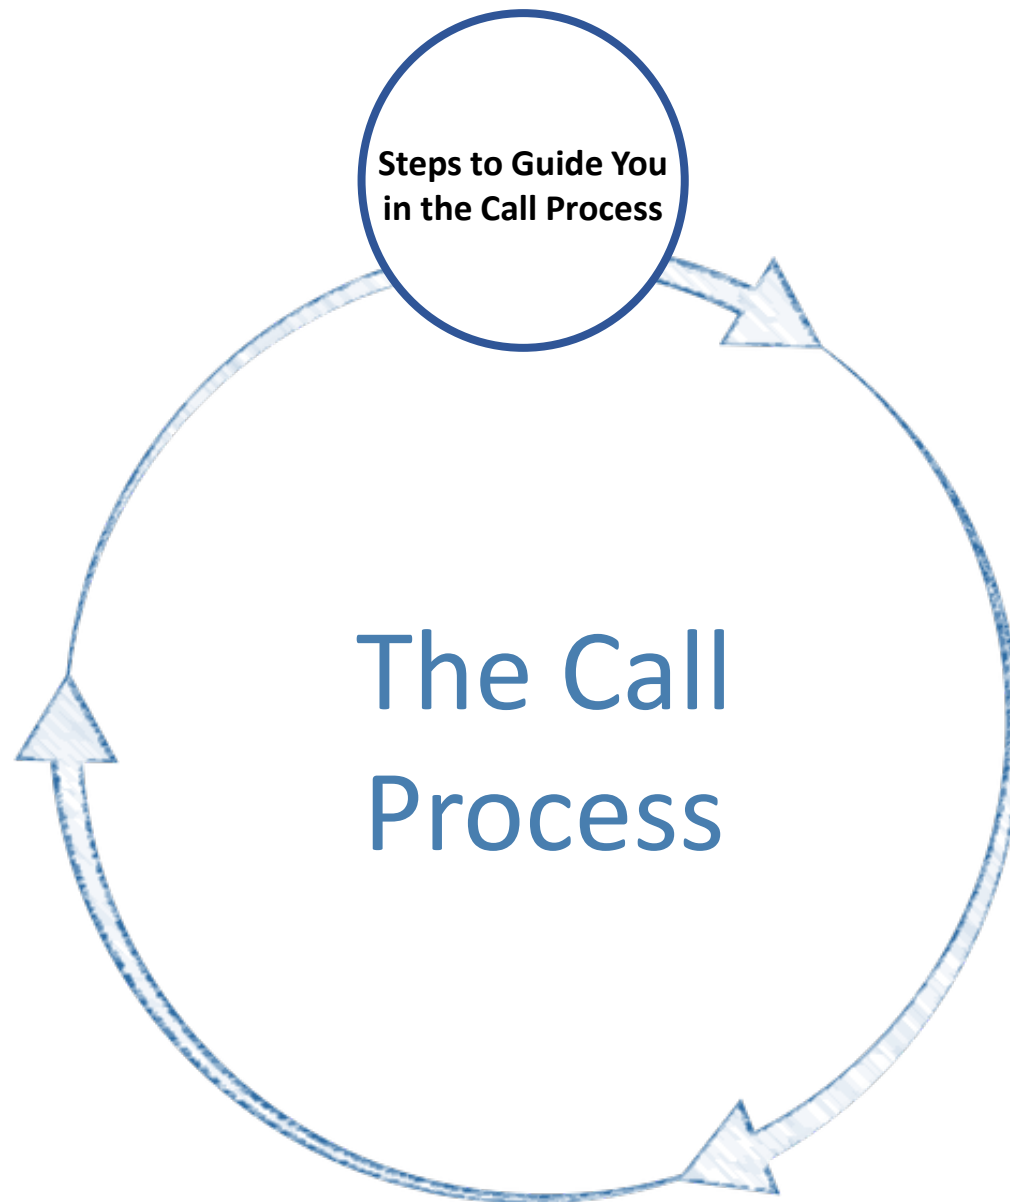 Steps to Guide You
in the Call Process
The Call
Process